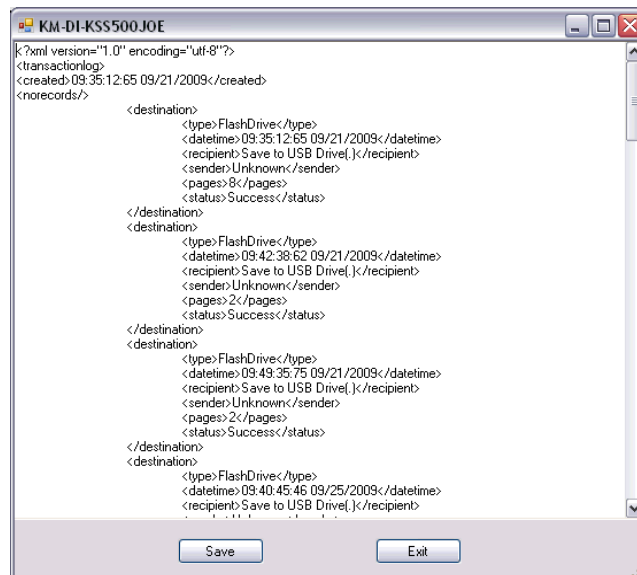 KM-DI-KSS500JOE
<?xml version="1.0" encoding="utf-8"?>
<transactionlog>
<created>09:35:12:65 09/21/2009</created>
<norecords/>
<destination>
<type>FlashDrive</type>
<datetime>09:35:12:65 09/21/2009</datetime>
<recipient>Save to USB Drive(.)</recipient>
<sender>Unknown</sender>
<pages>8</pages>
<status>Success</status>
</destination>
<destination>
<type>FlashDrive</type>
<datetime>09:42:38:62 09/21/2009</datetime>
<recipient>Save to USB Drive(.)</recipient>
<sender>Unknown</sender>
<pages>2</pages>
<status>Success</status>
</destination>
<destination>
<type>FlashDrive</type>
<datetime>09:49:35:75 09/21/2009</datetime>
<recipient>Save to USB Drive(.)</recipient>
<sender>Unknown</sender>
<pages>2</pages>
<status>Success</status>
</destination>
<destination>
<type>FlashDrive</type>
<datetime>09:40:45:46 09/25/2009</datetime>
<recipient>Save to USB Drive(.)</recipient>
Save
Exit